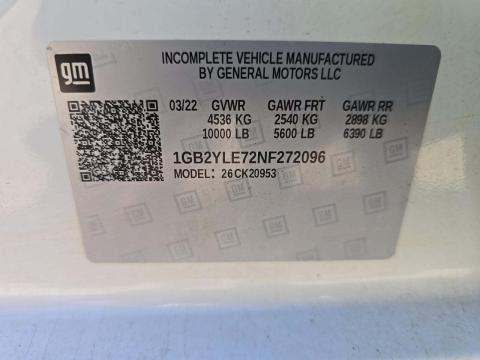 gm
INCOMPLETE VEHICLE MANUFACTURED
BY GENERAL MOTORS LLC
03/22 GVWR GAWR FRT GAWR RR
4536 KG 2540 KG 2898 KG
10000 LB 5600 LB 6390 LB
1GB2YLE72NF272096
MODEL: 26CK20953